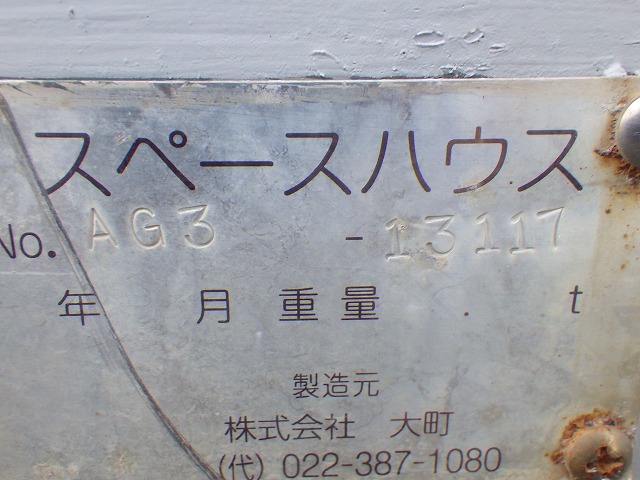 スペースハウス
No. AG3 - 13117
年 月 重量 . t
製造元
株式会社 大町
(代) 022-387-1080